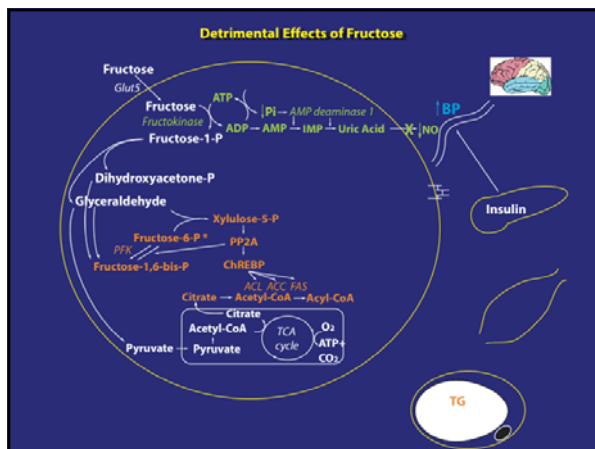 Detrimental Effects of Fructose
Fructose
Glut5
Fructose
Fructokinase
ATP
ADP → AMP → IMP → Uric Acid → X ↓NO
↓Pi → AMP deaminase 1
↑BP
Fructose-1-P
Dihydroxyacetone-P
Glyceraldehyde
Insulin
Xylulose-5-P
Fructose-6-P *
PFK
PP2A
Fructose-1,6-bis-P
ChREBP
ACL ACC FAS
Citrate → Acetyl-CoA → Acyl-CoA
Citrate
Acetyl-CoA
TCA
cycle
O2
ATP+
CO2
Pyruvate → Pyruvate
TG